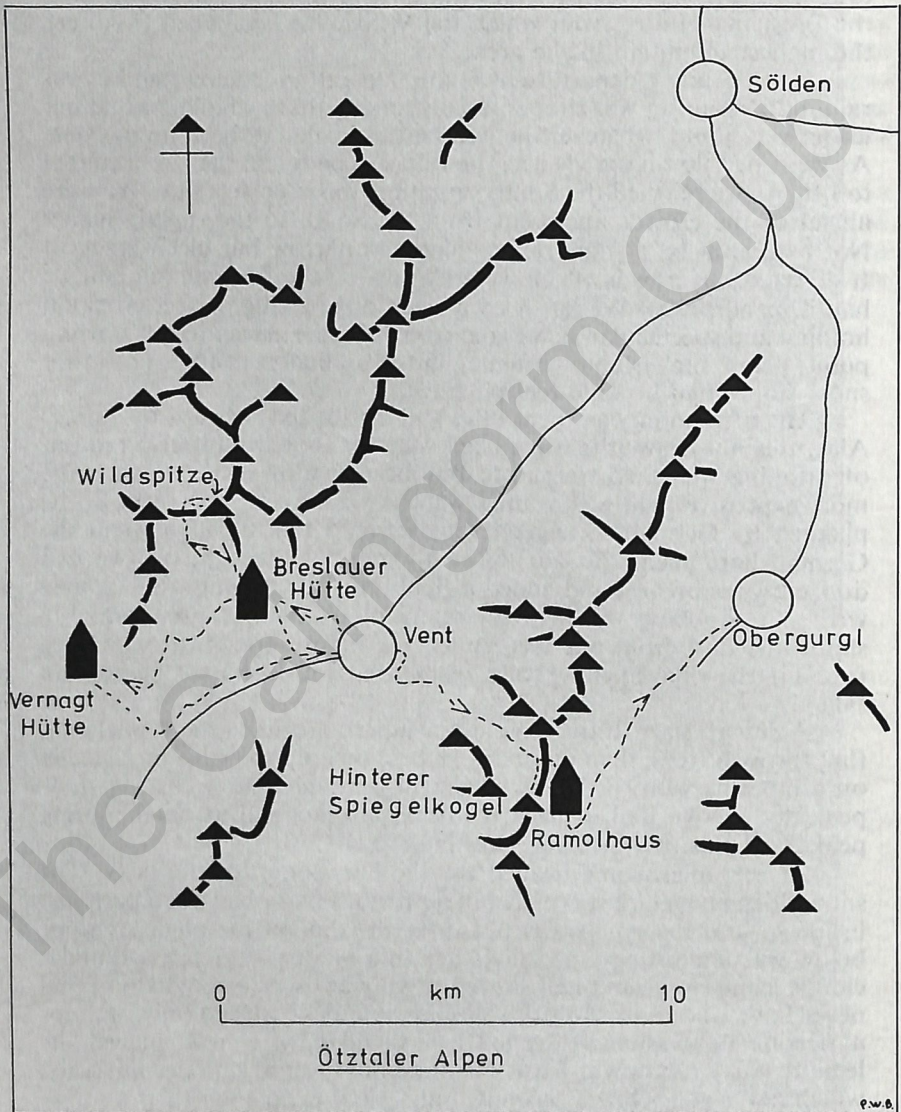 Sölden
Wildspitze
Breslauer
Hütte
Vent
Obergurgl
Vernagt
Hütte
Hinterer
Spiegelkogel
Ramolhaus
0 km 10
Ötztaler Alpen
P.W.B.
The Cairngorm Club